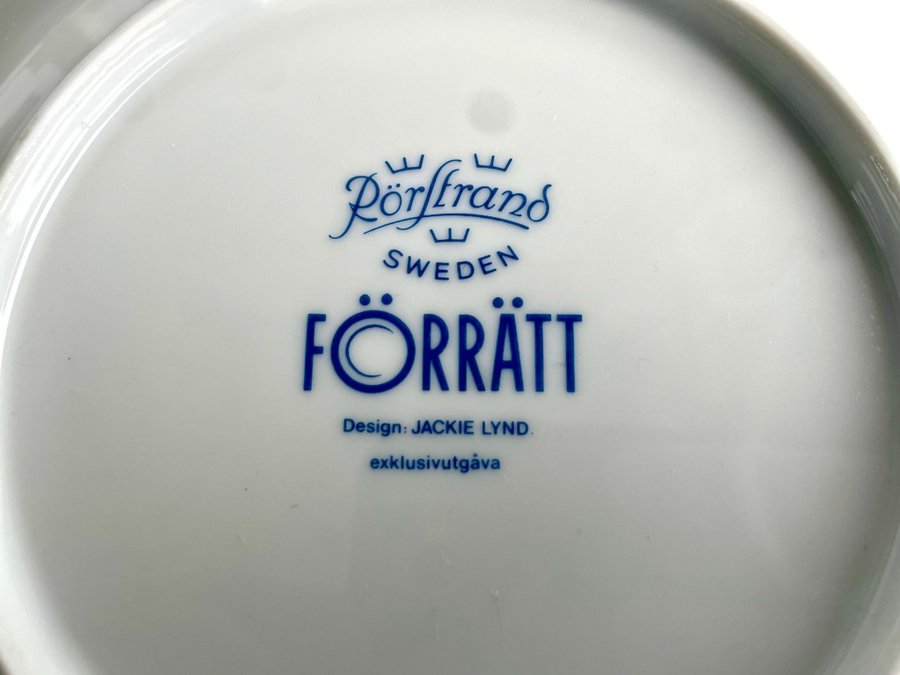 Rörstrand
SWEDEN
FÖRRÄTT
Design: JACKIE LYND.
exklusivutgåva